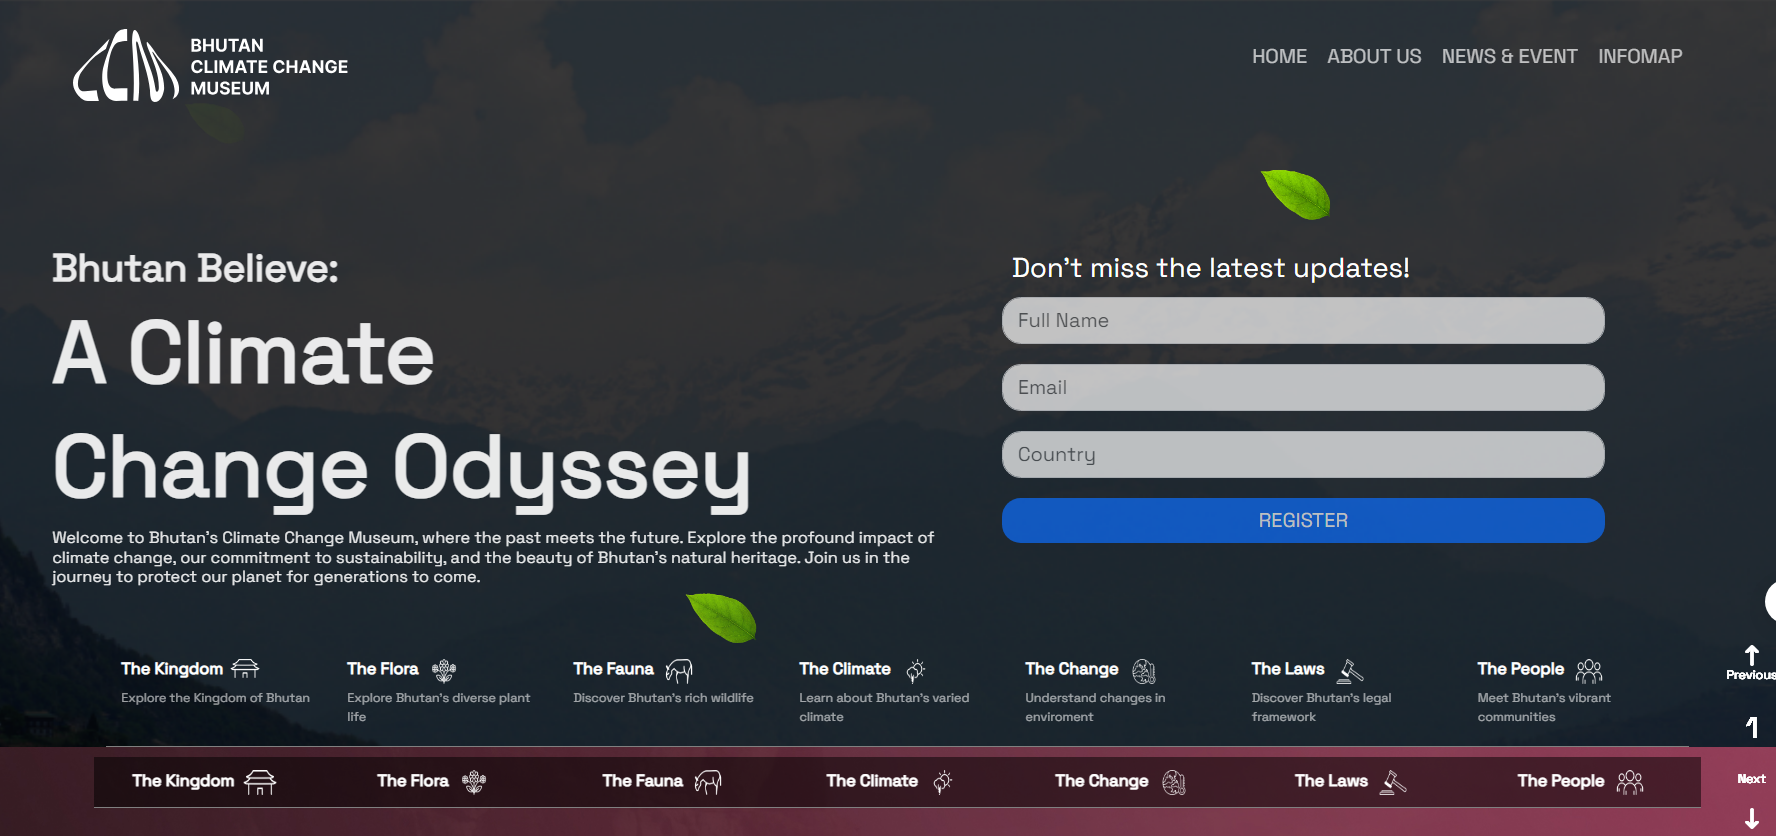 BHUTAN
CLIMATE CHANGE
MUSEUM
HOME ABOUT US NEWS & EVENT INFOMAP
Bhutan Believe:
A Climate
Change Odyssey
Welcome to Bhutan's Climate Change Museum, where the past meets the future. Explore the profound impact of
climate change, our commitment to sustainability, and the beauty of Bhutan's natural heritage. Join us in the
journey to protect our planet for generations to come.
Don't miss the latest updates!
Full Name
Email
Country
REGISTER
The Kingdom
Explore the Kingdom of Bhutan
The Flora
Explore Bhutan's diverse plant
life
The Fauna
Discover Bhutan's rich wildlife
The Climate
Learn about Bhutan's varied
climate
The Change
Understand changes in
enviroment
The Laws
Discover Bhutan's legal
framework
The People
Meet Bhutan's vibrant
communities
Previous
1
Next
The Kingdom The Flora The Fauna The Climate The Change The Laws The People